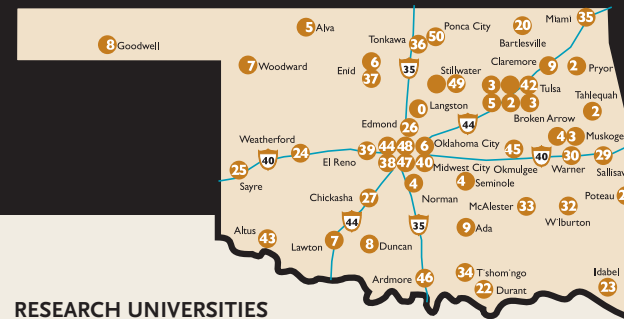 5 Alva
8 Goodwell
Tonkawa 36
50 Ponca City
20
Bartlesville
Miami 35
7 Woodward
Enid 6
37
35
Stillwater
49
Claremore 9
2 Pryor
3 42 Tulsa
5 2 3
Broken Arrow
0 Langston
Tahlequah
2
Edmond 26
44
Weatherford
24
40
25
Sayre
El Reno
39 44 48 6 Oklahoma City
38 47 40 Midwest City
45
Okmulgee
40
4 3 Muskoge
30
Warner
29
Sallisaw
4
Norman
4
Seminole
Poteau 2
Chickasha 27
McAlester 33
32
W'lburton
44
35
Altus
43
Lawton 7
8 Duncan
9 Ada
Ardmore 46
34 T'shom'ngo
22 Durant
Idabel
23
RESEARCH UNIVERSITIES